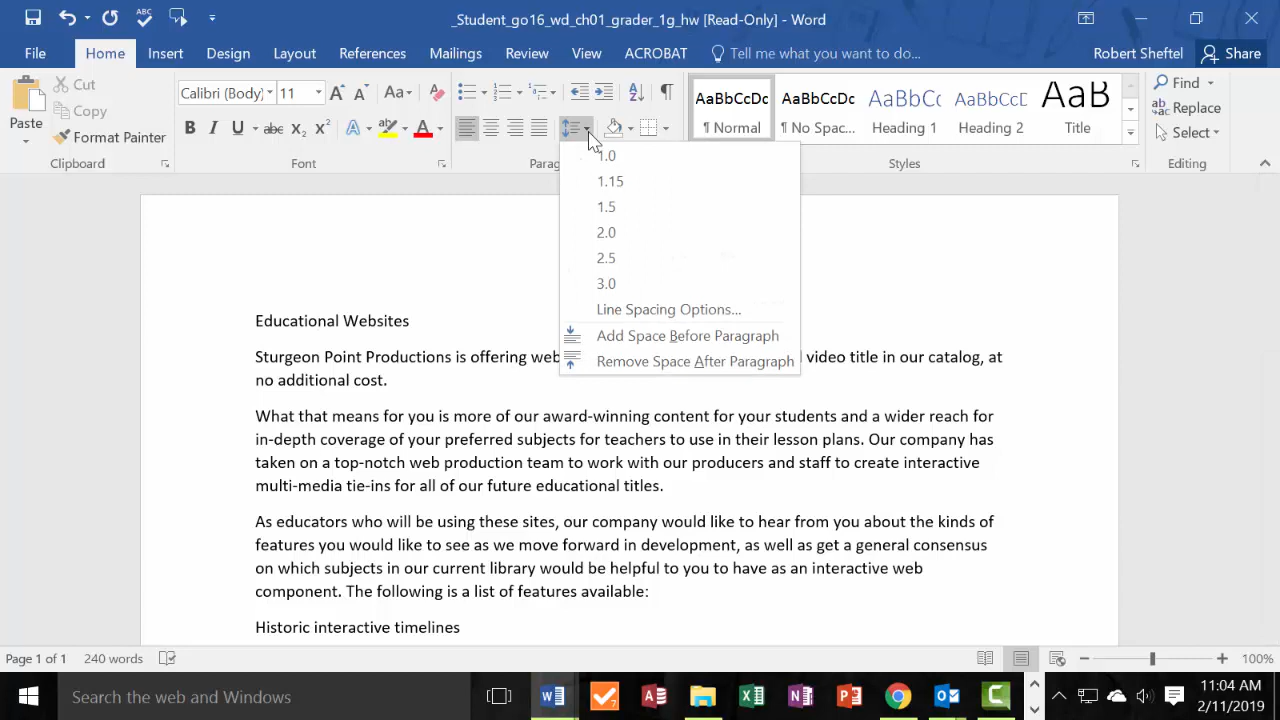 _Student_go16_wd_ch01_grader_1g_hw [Read-Only] - Word
File Home Insert Design Layout References Mailings Review View ACROBAT Tell me what you want to do... Robert Sheftel Share
Paste
Cut
Copy
Format Painter
Clipboard
Calibri (Body) 11
B I U abc X₂ X²
Font
Parag
AaBbCcDc AaBbCcDc AaBbCc AaBbCcD AaB
¶ Normal ¶ No Spac... Heading 1 Heading 2 Title
Styles
Find
Replace
Select
Editing
1.0
1.15
1.5
2.0
2.5
3.0
Line Spacing Options...
Add Space Before Paragraph
Remove Space After Paragraph
Educational Websites
Sturgeon Point Productions is offering web video title in our catalog, at
no additional cost.
What that means for you is more of our award-winning content for your students and a wider reach for
in-depth coverage of your preferred subjects for teachers to use in their lesson plans. Our company has
taken on a top-notch web production team to work with our producers and staff to create interactive
multi-media tie-ins for all of our future educational titles.
As educators who will be using these sites, our company would like to hear from you about the kinds of
features you would like to see as we move forward in development, as well as get a general consensus
on which subjects in our current library would be helpful to you to have as an interactive web
component. The following is a list of features available:
Historic interactive timelines
Page 1 of 1 240 words 100%
Search the web and Windows
11:04 AM
2/11/2019